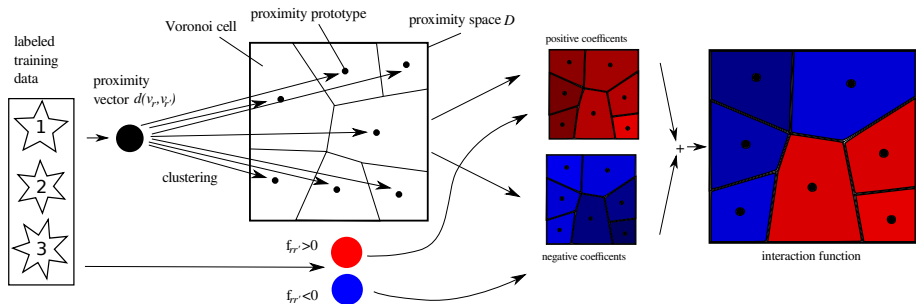 labeled
training
data
1
2
3
proximity
vector d(v_r,v_r')
Voronoi cell
proximity prototype
proximity space D
clustering
f_rr'>0
f_rr'<0
positive coefficents
negative coefficents
+
interaction function